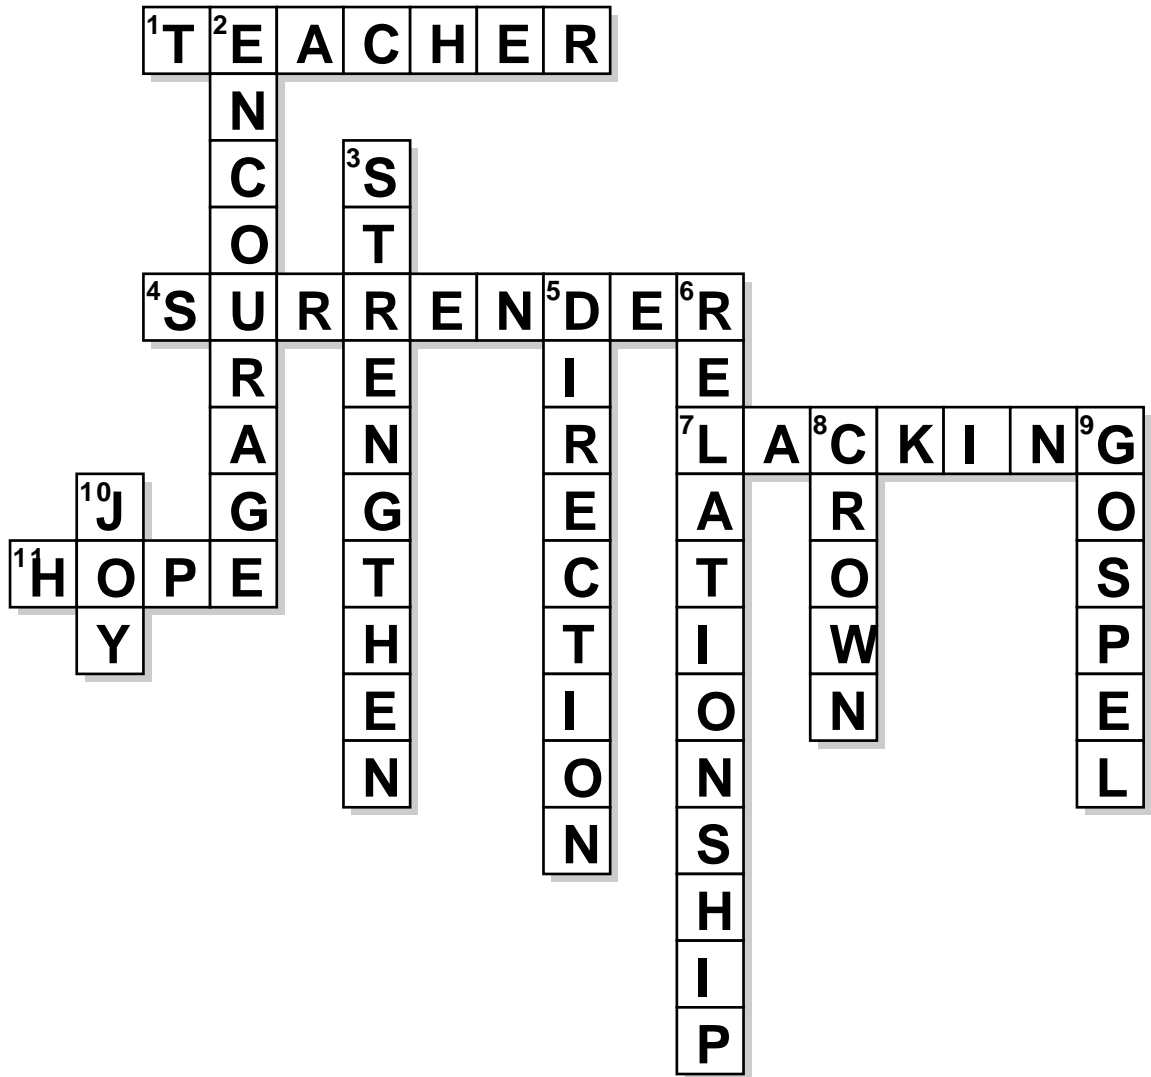 1T 2E A C H E R
N
C 3S
O T
4S U R R E N 5D E 6R
R E I E
A N R 7L A 8C K I N 9G
10J G G E A R O
11H O P E T C T O S
Y H T I W P
E I O N E
N O N L
N S
H
I
P